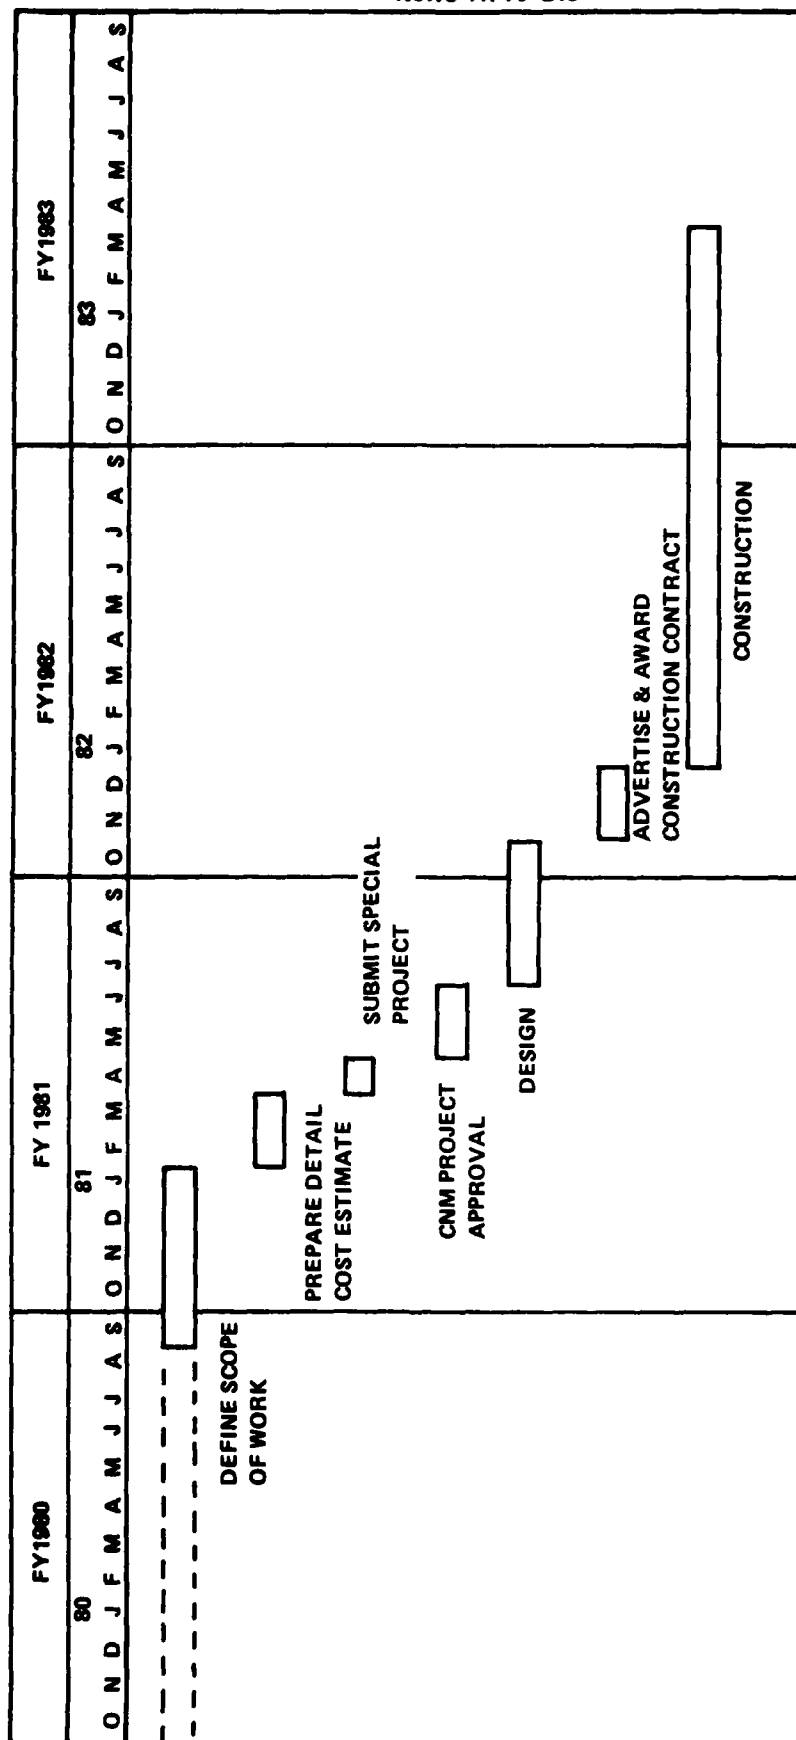 FY1980
FY 1981
FY1982
FY1983
80
81
82
83
O N D J F M A M J J A S O N D J F M A M J J A S O N D J F M A M J J A S O N D J F M A M J J A S
DEFINE SCOPE
OF WORK
PREPARE DETAIL
COST ESTIMATE
SUBMIT SPECIAL
PROJECT
CNM PROJECT
APPROVAL
DESIGN
ADVERTISE & AWARD
CONSTRUCTION CONTRACT
CONSTRUCTION